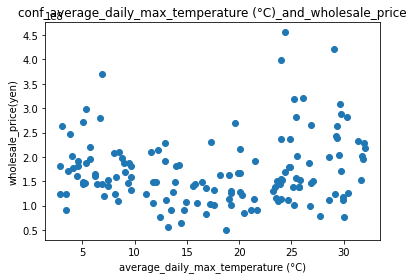 conf_average_daily_max_temperature (°C)_and_wholesale_price
1e8
4.5
4.0
3.5
3.0
2.5
2.0
1.5
1.0
0.5
wholesale_price(yen)
5 10 15 20 25 30
average_daily_max_temperature (°C)